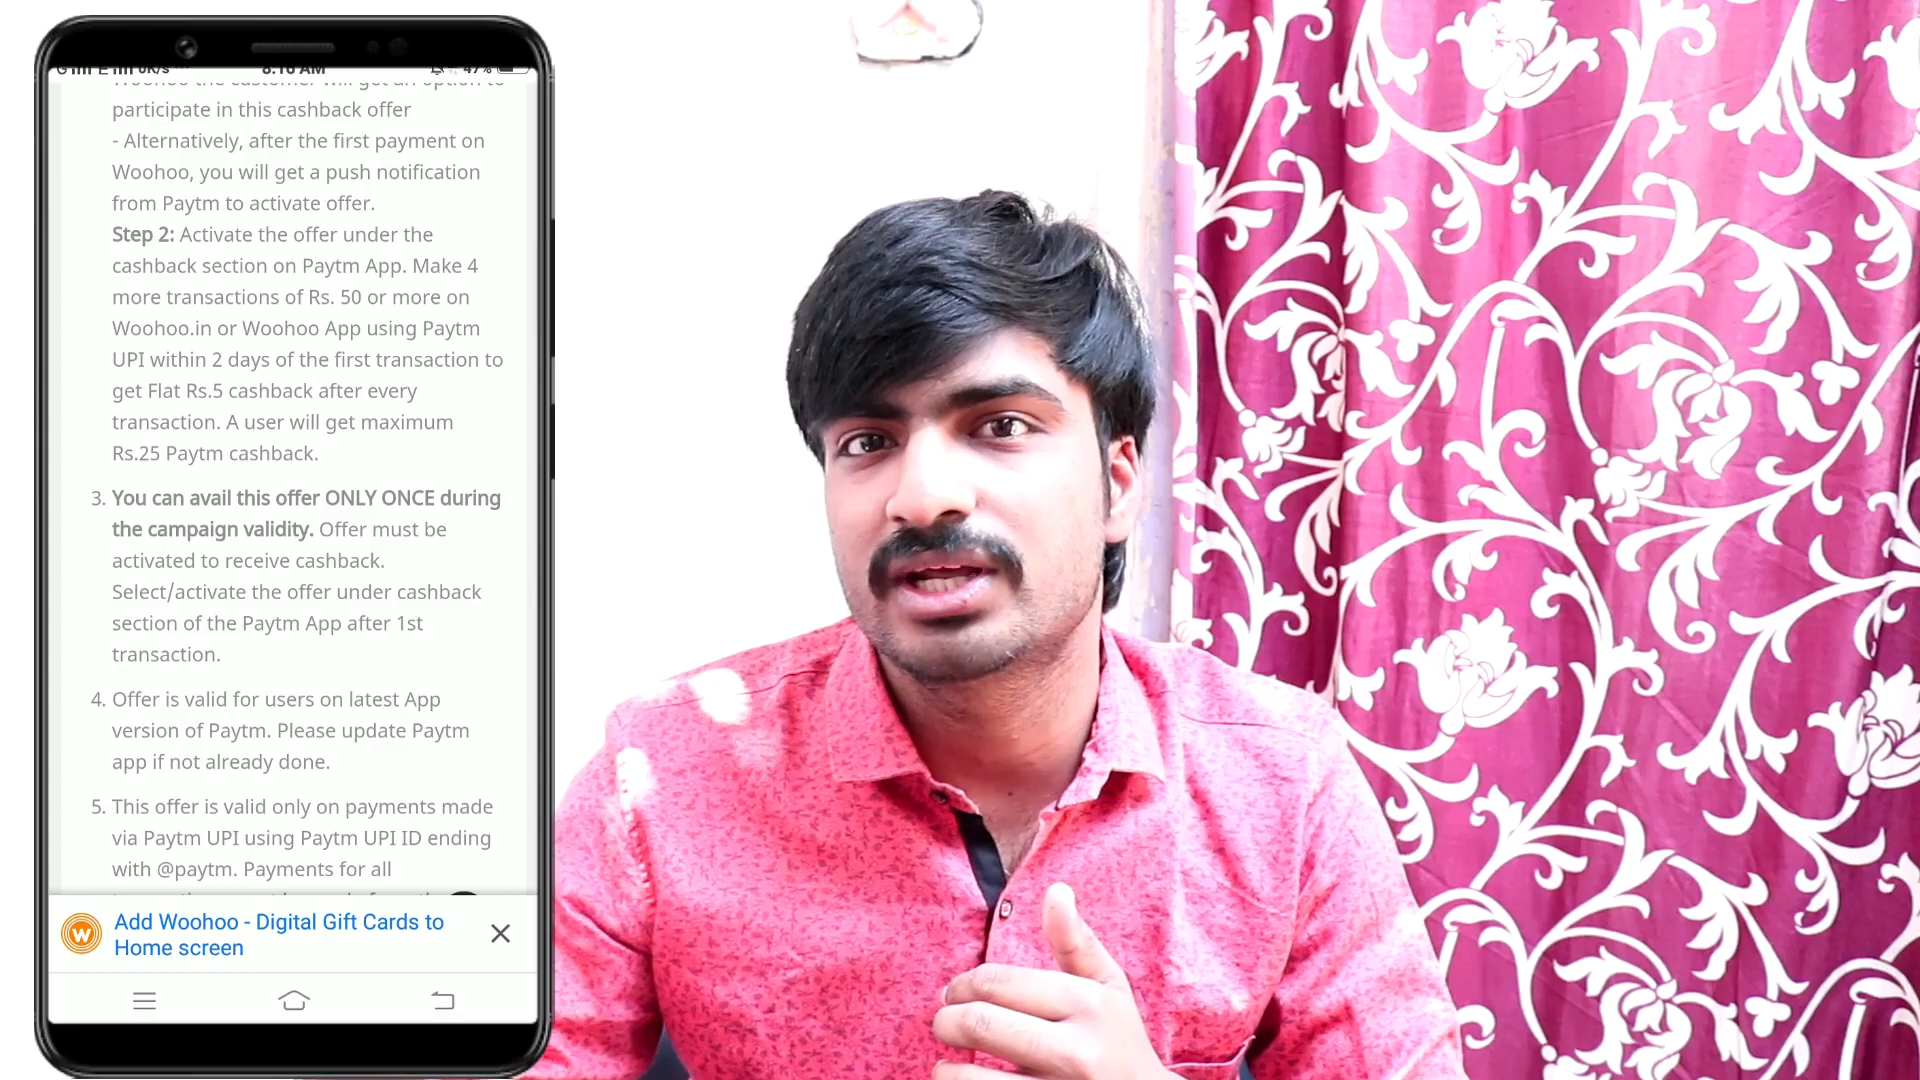 8:16 AM
47%
participate in this cashback offer
- Alternatively, after the first payment on
Woohoo, you will get a push notification
from Paytm to activate offer.
Step 2: Activate the offer under the
cashback section on Paytm App. Make 4
more transactions of Rs. 50 or more on
Woohoo.in or Woohoo App using Paytm
UPI within 2 days of the first transaction to
get Flat Rs.5 cashback after every
transaction. A user will get maximum
Rs.25 Paytm cashback.
3. You can avail this offer ONLY ONCE during
the campaign validity. Offer must be
activated to receive cashback.
Select/activate the offer under cashback
section of the Paytm App after 1st
transaction.
4. Offer is valid for users on latest App
version of Paytm. Please update Paytm
app if not already done.
5. This offer is valid only on payments made
via Paytm UPI using Paytm UPI ID ending
with @paytm. Payments for all
W
Add Woohoo - Digital Gift Cards to
Home screen